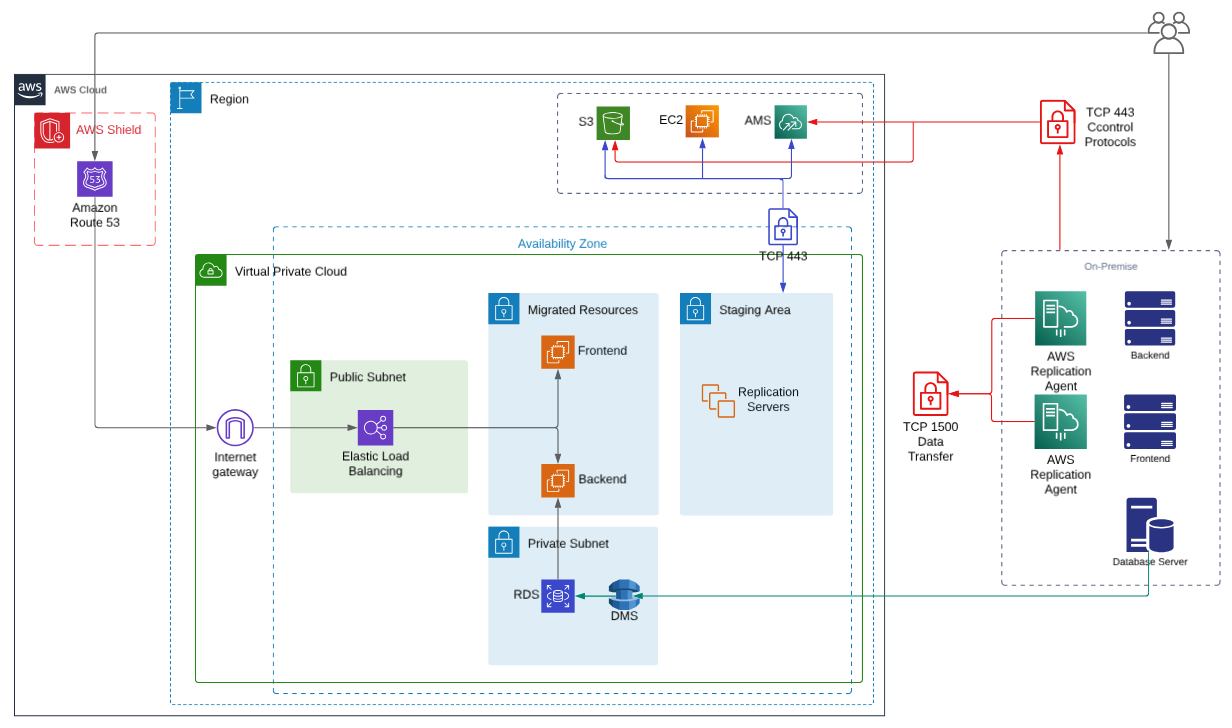 aws
AWS Cloud
AWS Shield
53
Amazon
Route 53
Region
S3
EC2
AMS
TCP 443
Ccontrol
Protocols
Availability Zone
TCP 443
Virtual Private Cloud
On-Premise
Migrated Resources
Staging Area
Frontend
Public Subnet
Replication
Servers
AWS
Replication
Agent
Backend
TCP 1500
Data
Transfer
Internet
gateway
Elastic Load
Balancing
Backend
AWS
Replication
Agent
Frontend
Private Subnet
RDS
DMS
Database Server